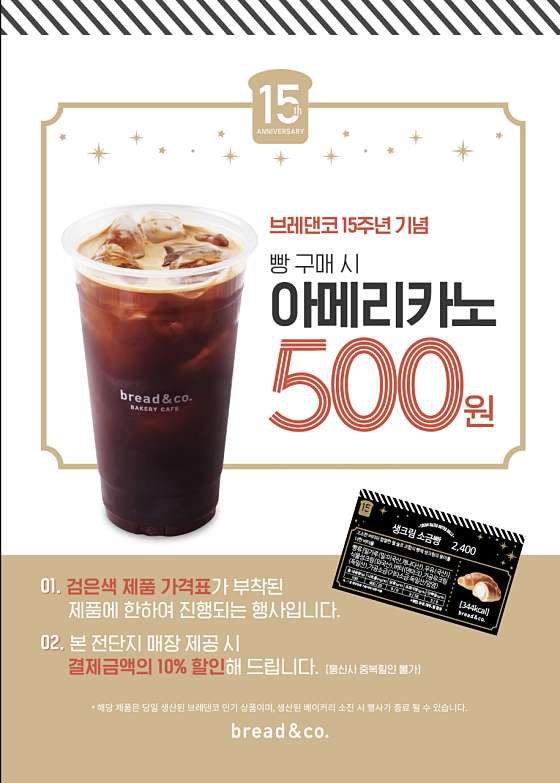 15th
ANNIVERSARY
브레댄코 15주년 기념
빵 구매 시
아메리카노
500원
bread&co.
BAKERY CAFE
15
생크림 소금빵
2,400
[344kcal]
bread&co.
01. 검은색 제품 가격표가 부착된
제품에 한하여 진행되는 행사입니다.
02. 본 전단지 매장 제공 시
결제금액의 10% 할인해 드립니다. (통신사 중복할인 불가)
* 해당 제품은 당일 생산된 브레댄코 인기 상품이며, 생산된 베이커리 소진 시 행사가 종료 될 수 있습니다.
bread&co.